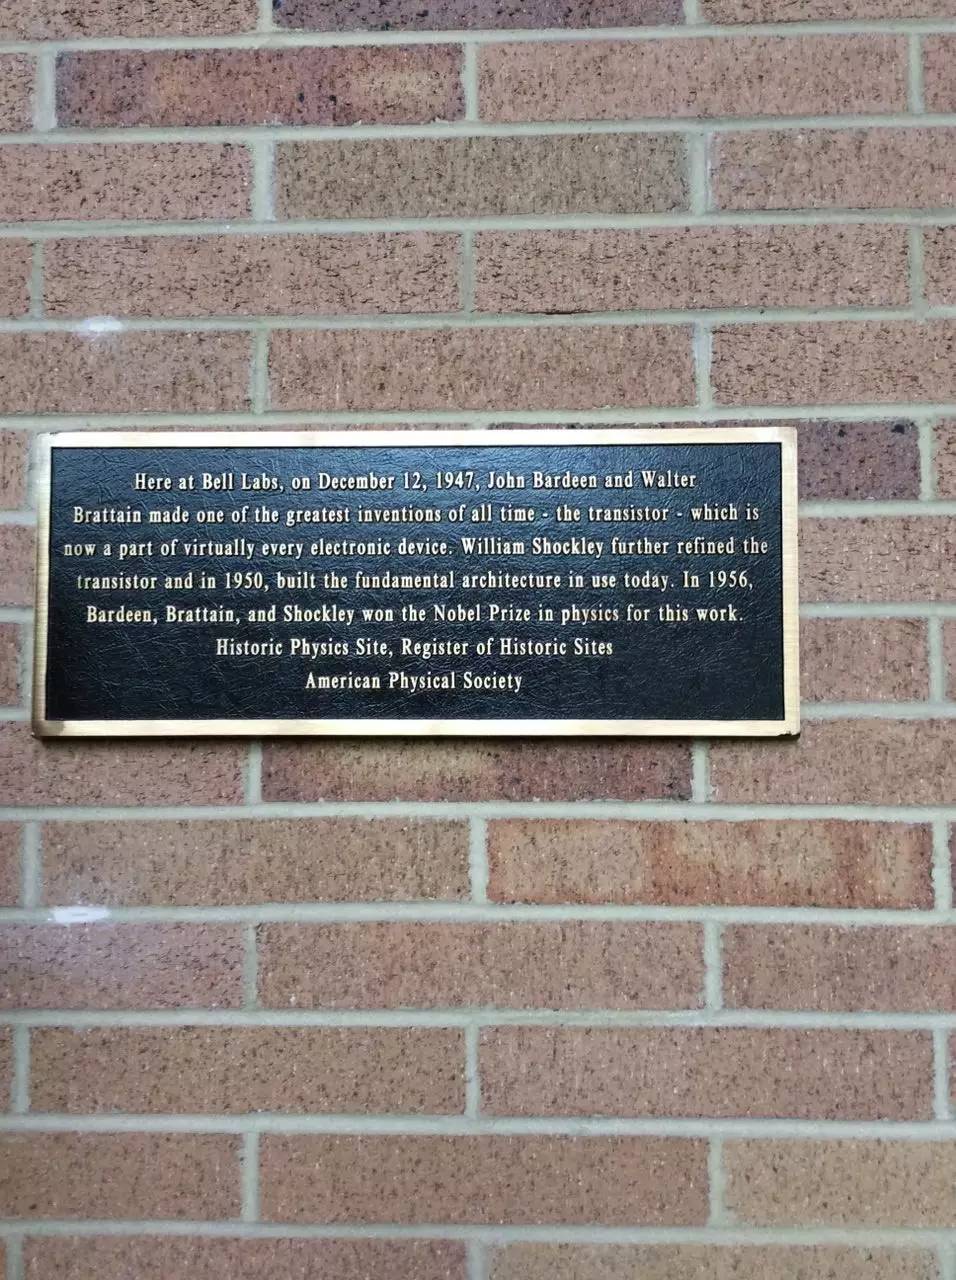 Here at Bell Labs, on December 12, 1947, John Bardeen and Walter
Brattain made one of the greatest inventions of all time - the transistor - which is
now a part of virtually every electronic device. William Shockley further refined the
transistor and in 1950, built the fundamental architecture in use today. In 1956,
Bardeen, Brattain, and Shockley won the Nobel Prize in physics for this work.
Historic Physics Site, Register of Historic Sites
American Physical Society